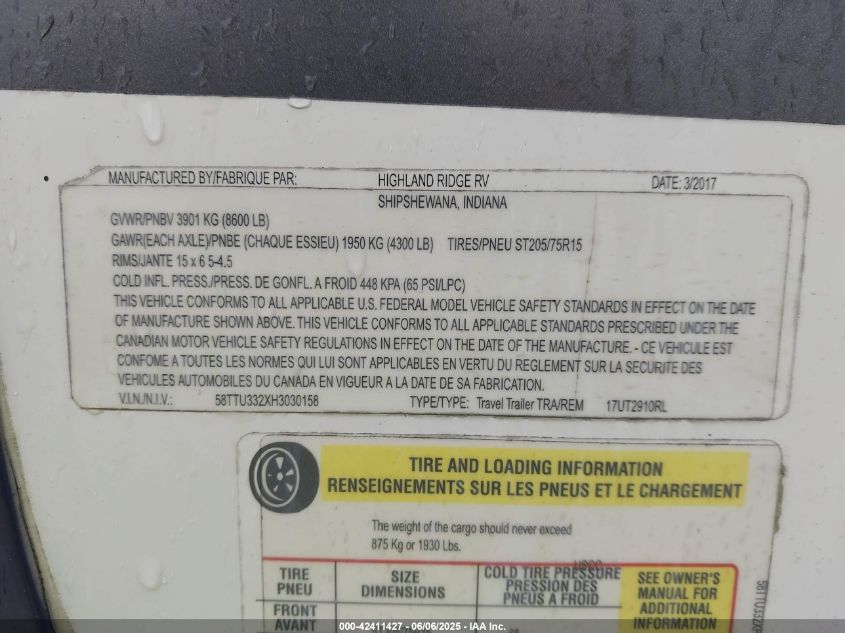 MANUFACTURED BY/FABRIQUE PAR: HIGHLAND RIDGE RV DATE: 3/2017
SHIPSHEWANA, INDIANA
GVWR/PNBV 3901 KG (8600 LB)
GAWR(EACH AXLE)/PNBE (CHAQUE ESSIEU) 1950 KG (4300 LB) TIRES/PNEU ST205/75R15
RIMS/JANTE 15 x 6 5-4.5
COLD INFL. PRESS./PRESS. DE GONFL. A FROID 448 KPA (65 PSI/LPC)
THIS VEHICLE CONFORMS TO ALL APPLICABLE U.S. FEDERAL MODEL VEHICLE SAFETY STANDARDS IN EFFECT ON THE DATE
OF MANUFACTURE SHOWN ABOVE. THIS VEHICLE CONFORMS TO ALL APPLICABLE STANDARDS PRESCRIBED UNDER THE
CANADIAN MOTOR VEHICLE SAFETY REGULATIONS IN EFFECT ON THE DATE OF THE MANUFACTURE. - CE VEHICULE EST
CONFOME A TOUTES LES NORMES QUI LUI SONT APPLICABLES EN VERTU DU REGLEMENT SUR LA SECURITE DES
VEHICULES AUTOMOBILES DU CANADA EN VIGUEUR A LA DATE DE SA FABRICATION.
V.I.N./N.I.V.: 58TTU332XH3030158 TYPE/TYPE: Travel Trailer TRA/REM 17UT2910RL
TIRE AND LOADING INFORMATION
RENSEIGNEMENTS SUR LES PNEUS ET LE CHARGEMENT
The weight of the cargo should never exceed
875 Kg or 1930 Lbs.
TIRE
PNEU
SIZE
DIMENSIONS
COLD TIRE PRESSURE
PRESSION DES
PNEUS A FROID
SEE OWNER'S
MANUAL FOR
ADDITIONAL
INFORMATION
FRONT
AVANT
000-42411427 - 06/06/2025 - IAA Inc.